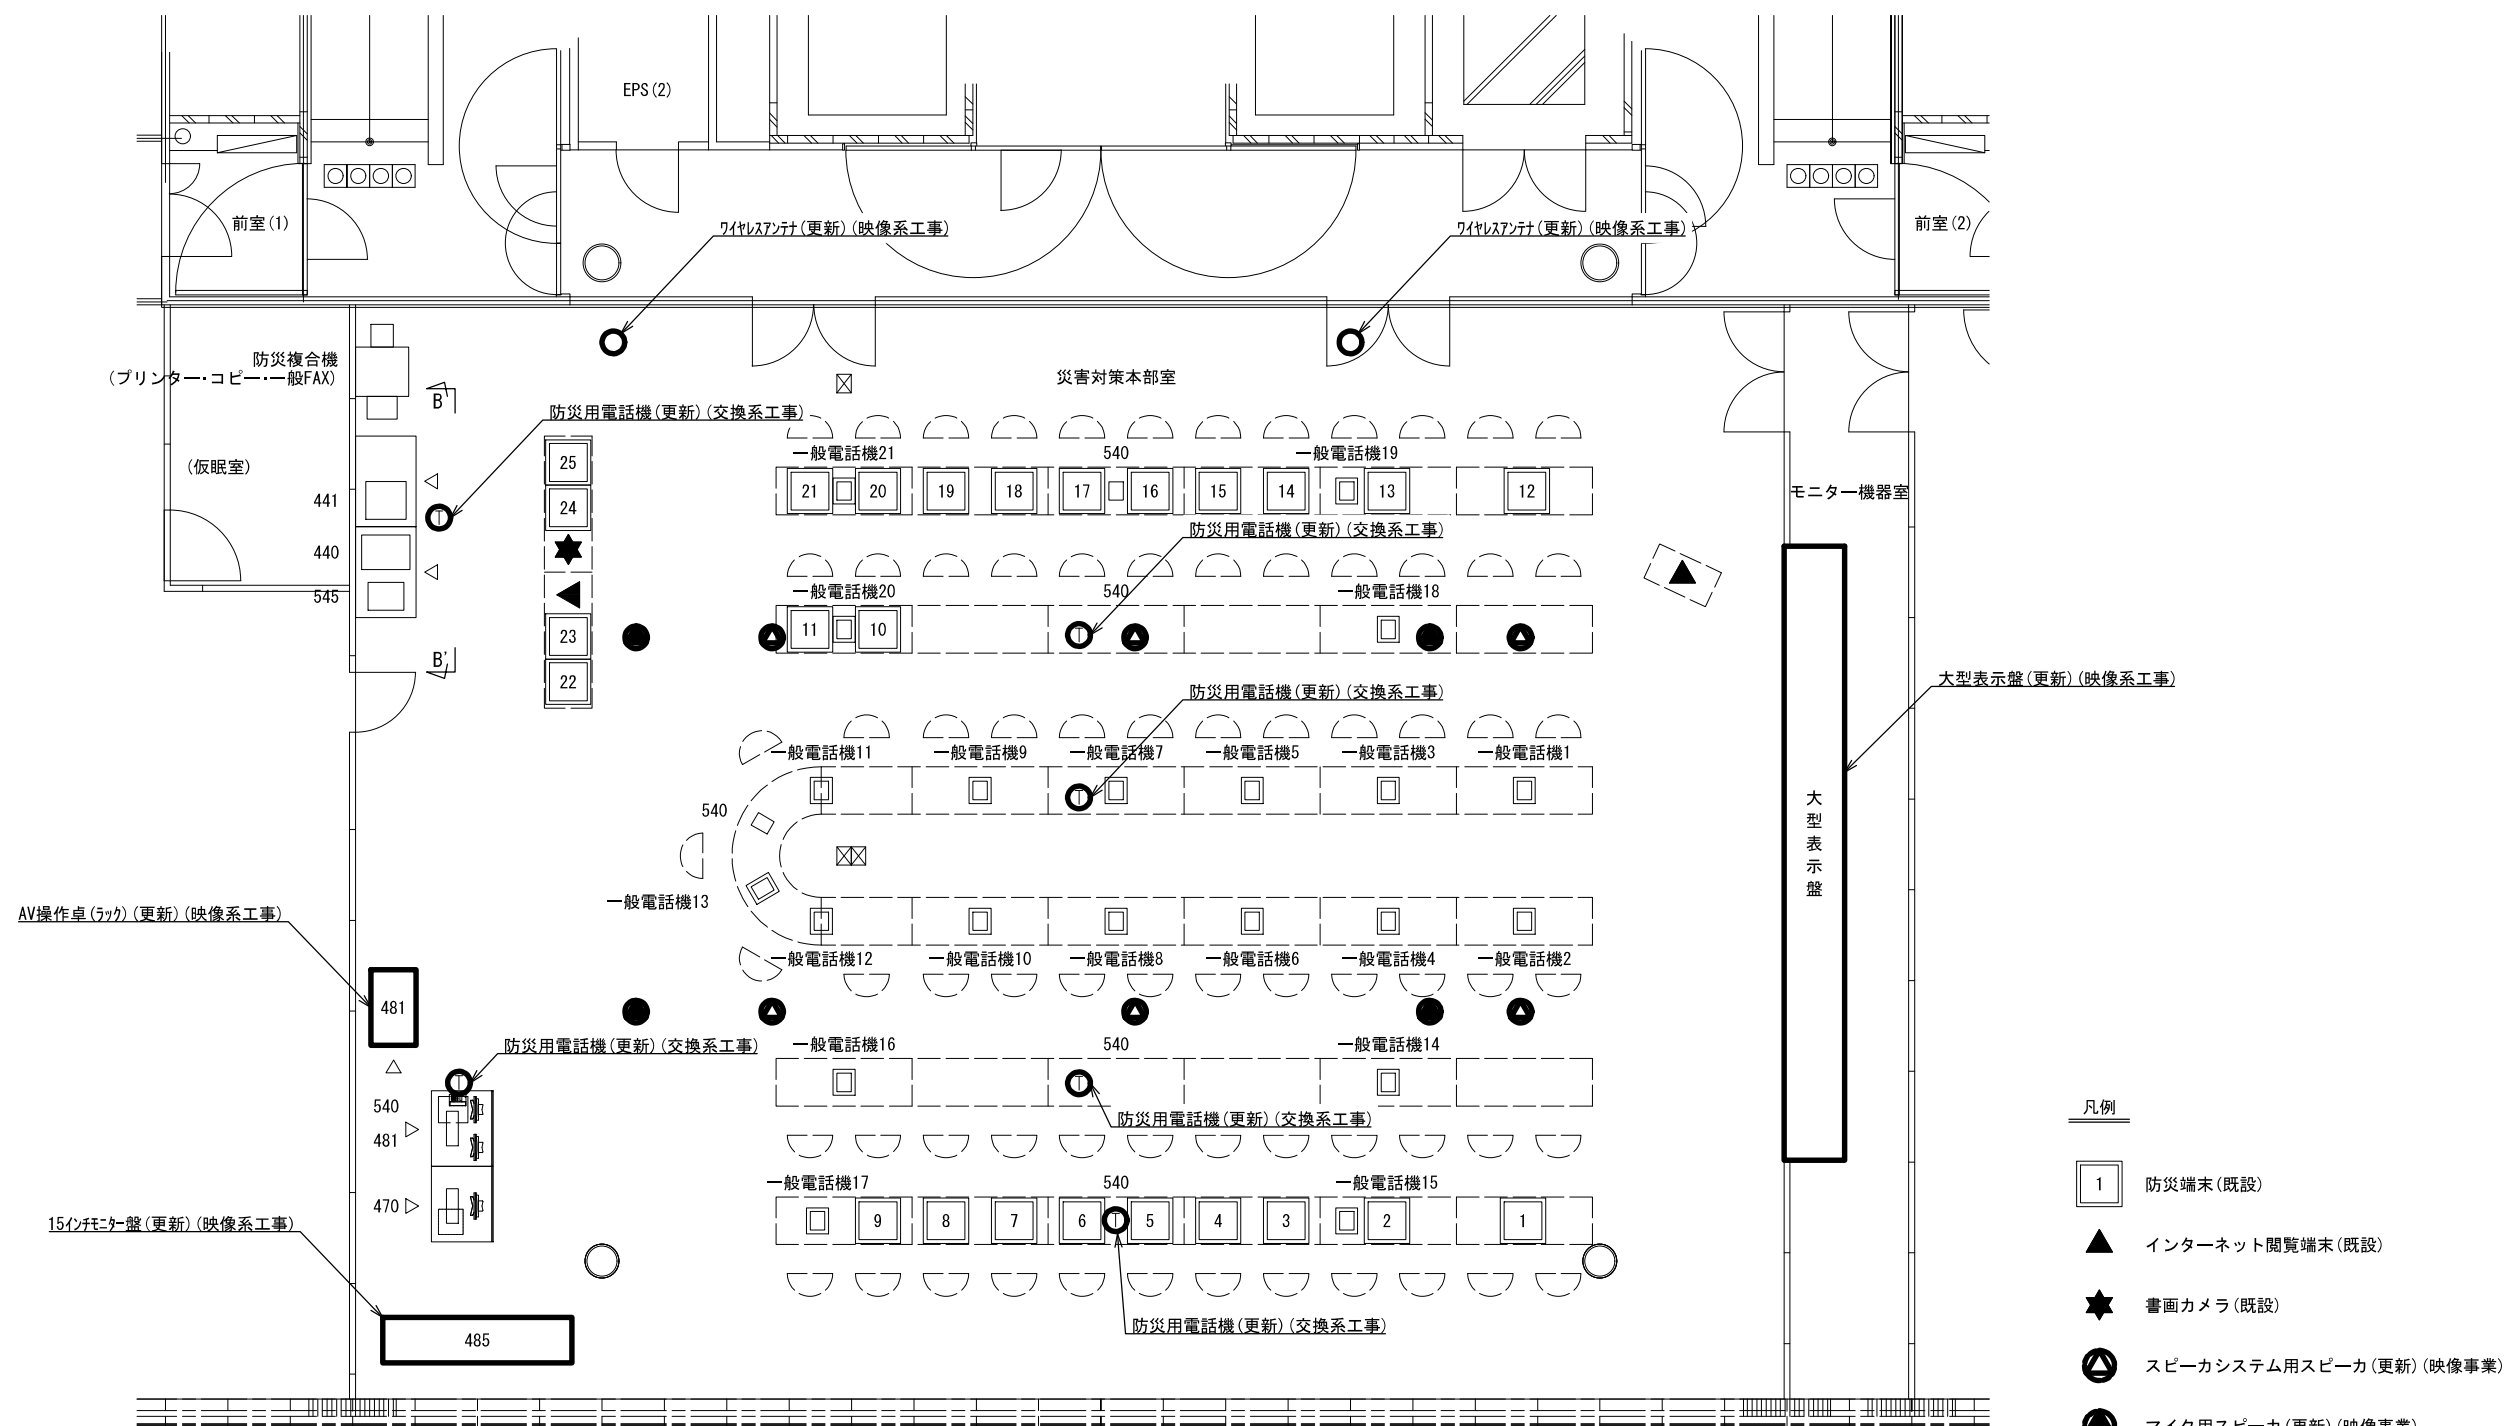 EPS(2)
前室(1)
ﾜｲﾔﾚｽｱﾝﾃﾅ(更新)(映像系工事)
ﾜｲﾔﾚｽｱﾝﾃﾅ(更新)(映像系工事)
前室(2)
防災複合機
(プリンター・コピー・一般FAX)
災害対策本部室
B
防災用電話機(更新)(交換系工事)
(仮眠室)
25
一般電話機21
540
一般電話機19
441
24
21
20
19
18
17
16
15
14
13
12
モニター機器室
防災用電話機(更新)(交換系工事)
440
545
一般電話機20
540
一般電話機18
23
11
10
B'
22
防災用電話機(更新)(交換系工事)
大型表示盤(更新)(映像系工事)
一般電話機11
一般電話機9
一般電話機7
一般電話機5
一般電話機3
一般電話機1
540
大型表示盤
一般電話機13
AV操作卓(ﾗｯｸ)(更新)(映像系工事)
一般電話機12
一般電話機10
一般電話機8
一般電話機6
一般電話機4
一般電話機2
481
防災用電話機(更新)(交換系工事)
一般電話機16
540
一般電話機14
540
481
防災用電話機(更新)(交換系工事)
470
一般電話機17
540
一般電話機15
9
8
7
6
5
4
3
2
1
15ｲﾝﾁﾓﾆﾀｰ盤(更新)(映像系工事)
485
防災用電話機(更新)(交換系工事)
凡例
1
防災端末(既設)
インターネット閲覧端末(既設)
書画カメラ(既設)
スピーカシステム用スピーカ(更新)(映像事業)
マイク用スピーカ(更新)(映像事業)